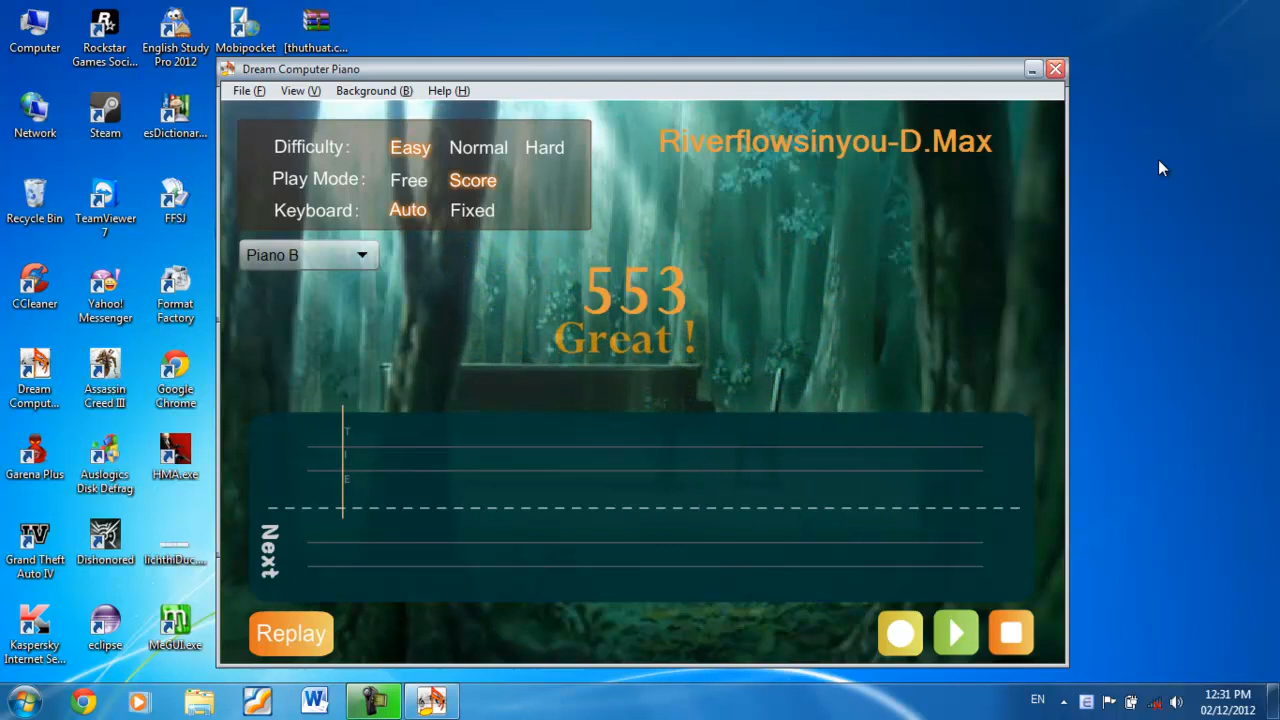 Computer
Rockstar
Games Soci...
English Study
Pro 2012
Mobipocket
[thuthuat.c...
Network
Steam
esDictionar...
Recycle Bin
TeamViewer
7
FFSJ
CCleaner
Yahoo!
Messenger
Format
Factory
Dream
Comput...
Assassin
Creed III
Google
Chrome
Garena Plus
Auslogics
Disk Defrag
HMA.exe
Grand Theft
Auto IV
Dishonored
lichthiDuc....
Kaspersky
Internet Se...
eclipse
MeGUI.exe
Dream Computer Piano
File (F)
View (V)
Background (B)
Help (H)
Difficulty: Easy Normal Hard
Play Mode: Free Score
Keyboard: Auto Fixed
Piano B
Riverflowsinyou-D.Max
553
Great !
T
I
E
Next
Replay
EN
12:31 PM
02/12/2012